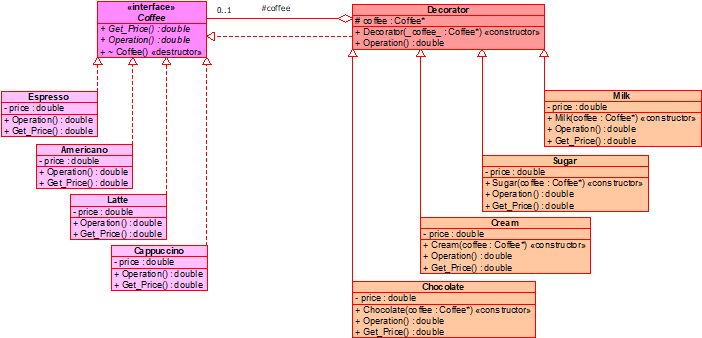 «interface»
Coffee
+ Get_Price() : double
+ Operation() : double
+ ~ Coffee() «destructor»
0..1
#coffee
Decorator
# coffee : Coffee*
+ Decorator(_coffee_ : Coffee*) «constructor»
+ Operation() : double
Espresso
- price : double
+ Operation() : double
+ Get_Price() : double
Americano
- price : double
+ Operation() : double
+ Get_Price() : double
Latte
- price : double
+ Operation() : double
+ Get_Price() : double
Cappuccino
- price : double
+ Operation() : double
+ Get_Price() : double
Milk
- price : double
+ Milk(coffee : Coffee*) «constructor»
+ Operation() : double
+ Get_Price() : double
Sugar
- price : double
+ Sugar(coffee : Coffee*) «constructor»
+ Operation() : double
+ Get_Price() : double
Cream
- price : double
+ Cream(coffee : Coffee*) «constructor»
+ Operation() : double
+ Get_Price() : double
Chocolate
- price : double
+ Chocolate(coffee : Coffee*) «constructor»
+ Operation() : double
+ Get_Price() : double